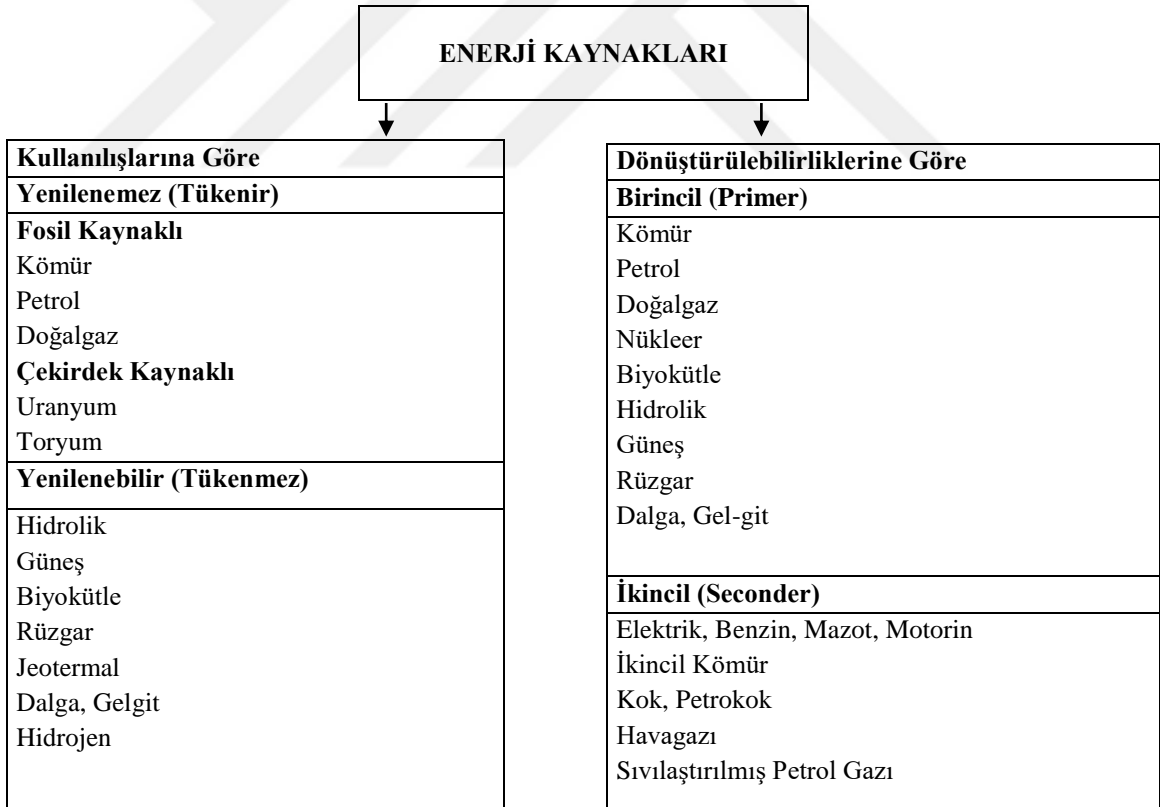 ENERJİ KAYNAKLARI
Kullanılışlarına Göre
Yenilenemez (Tükenir)
Fosil Kaynaklı
Kömür
Petrol
Doğalgaz
Çekirdek Kaynaklı
Uranyum
Toryum
Yenilenebilir (Tükenmez)
Hidrolik
Güneş
Biyokütle
Rüzgar
Jeotermal
Dalga, Gelgit
Hidrojen
Dönüştürülebilirliklerine Göre
Birincil (Primer)
Kömür
Petrol
Doğalgaz
Nükleer
Biyokütle
Hidrolik
Güneş
Rüzgar
Dalga, Gel-git
İkincil (Seconder)
Elektrik, Benzin, Mazot, Motorin
İkincil Kömür
Kok, Petrokok
Havagazı
Sıvılaştırılmış Petrol Gazı